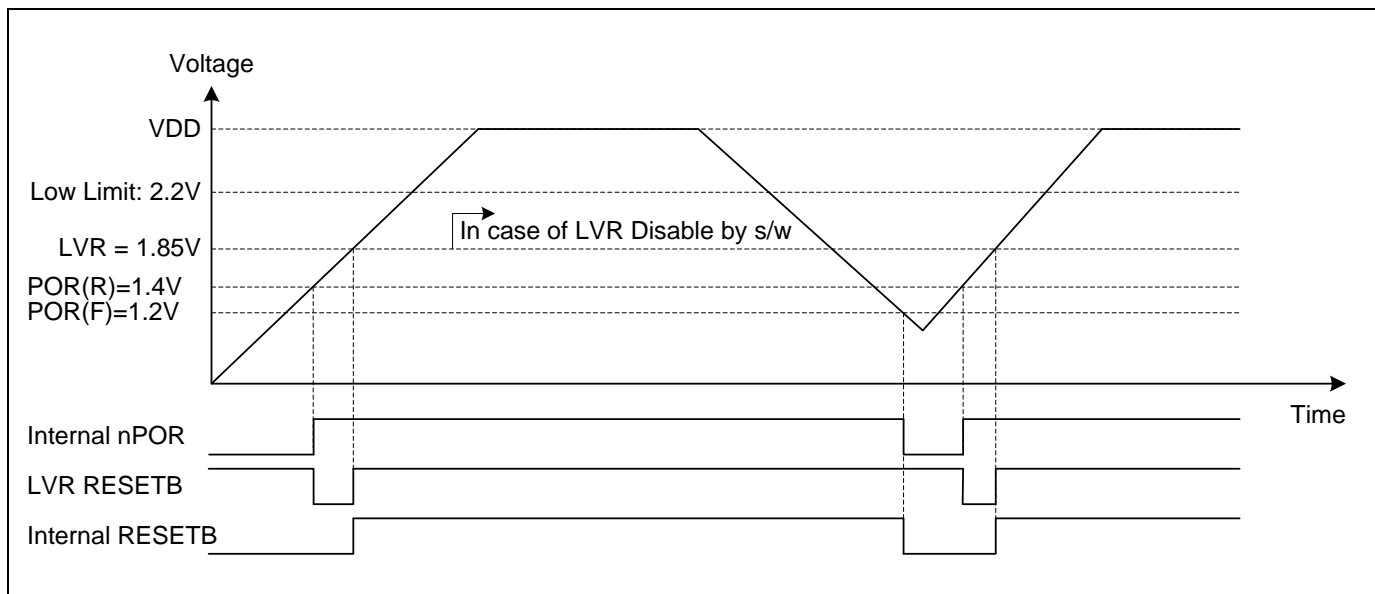 Voltage
VDD
Low Limit: 2.2V
In case of LVR Disable by s/w
LVR = 1.85V
POR(R)=1.4V
POR(F)=1.2V
Time
Internal nPOR
LVR RESETB
Internal RESETB